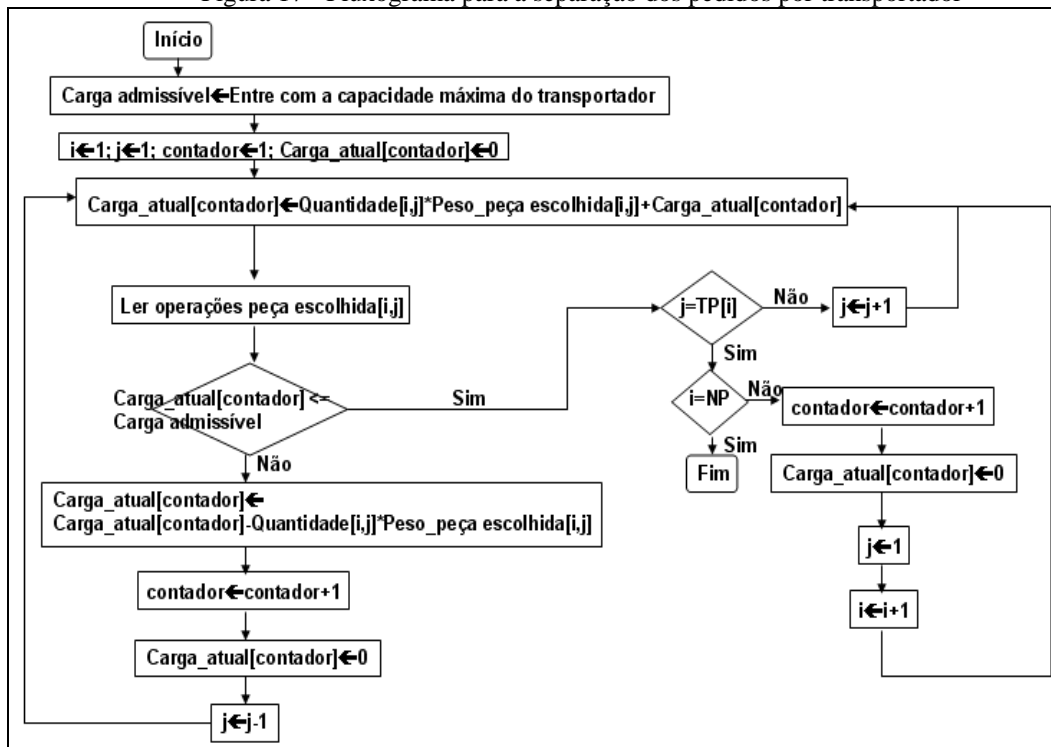 Figura 17 - Fluxograma para a separação dos pedidos por transportador
Início
Carga admissível←Entre com a capacidade máxima do transportador
i←1; j←1; contador←1; Carga_atual[contador]←0
Carga_atual[contador]←Quantidade[i,j]*Peso_peça escolhida[i,j]+Carga_atual[contador]
Ler operações peça escolhida[i,j]
Carga_atual[contador] <=
Carga admissível
Sim
Não
j=TP[i]
Não
j←j+1
Sim
i=NP
Não
Sim
Fim
contador←contador+1
Carga_atual[contador]←0
j←1
i←i+1
Carga_atual[contador]←
Carga_atual[contador]-Quantidade[i,j]*Peso_peça escolhida[i,j]
contador←contador+1
Carga_atual[contador]←0
j←j-1